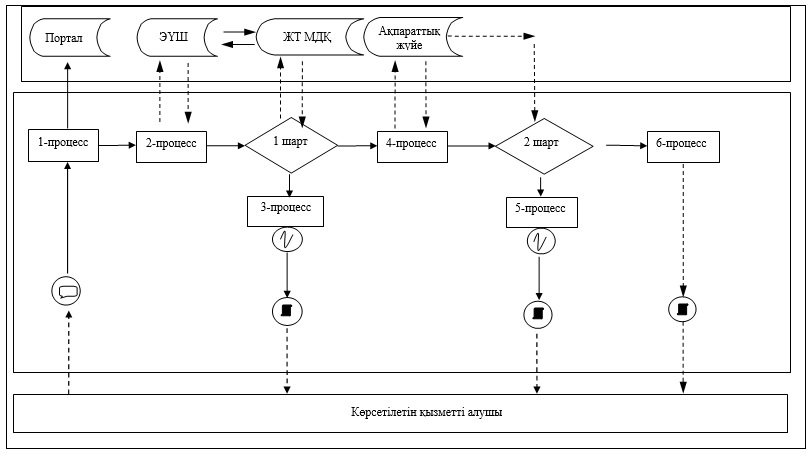 Портал
ЭҮШ
ЖТ МДҚ
Ақпараттық
жүйе
1-процесс
2-процесс
1 шарт
4-процесс
2 шарт
6-процесс
3-процесс
5-процесс
Көрсетілетін қызметті алушы